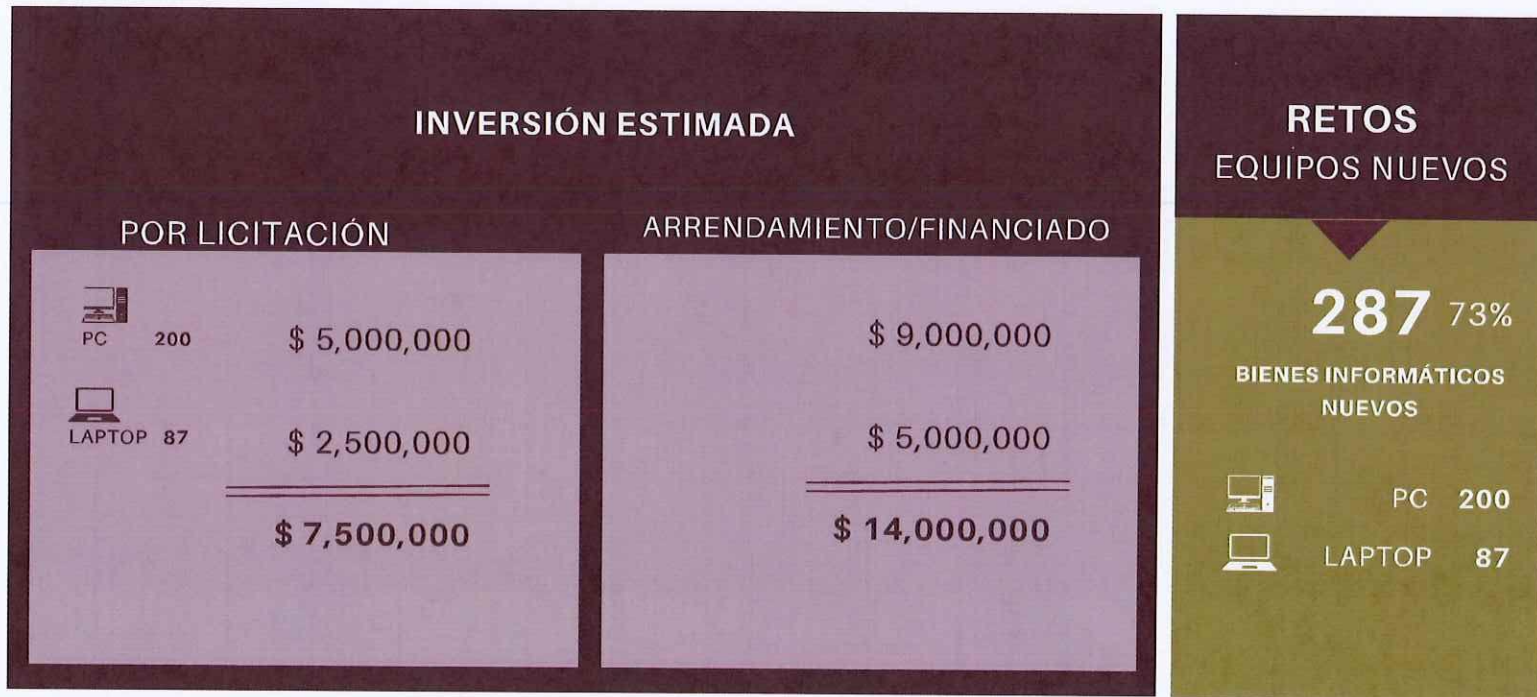 INVERSIÓN ESTIMADA
POR LICITACIÓN
PC 200 $ 5,000,000
LAPTOP 87 $ 2,500,000
$ 7,500,000
ARRENDAMIENTO/FINANCIADO
$ 9,000,000
$ 5,000,000
$ 14,000,000
RETOS
EQUIPOS NUEVOS
287 73%
BIENES INFORMÁTICOS
NUEVOS
PC 200
LAPTOP 87